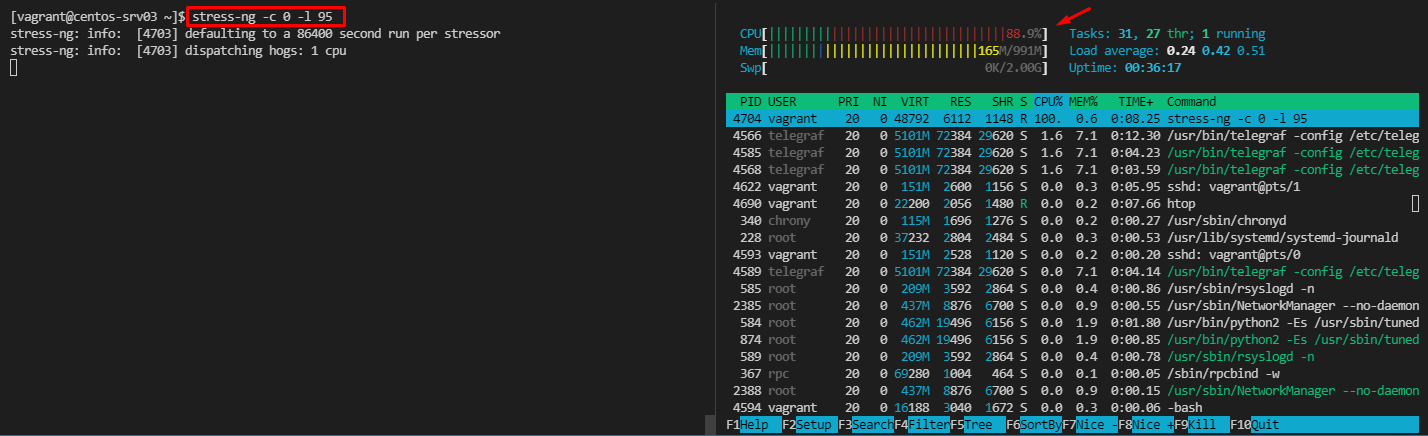 [vagrant@centos-srv03 ~]$ stress-ng -c 0 -l 95
stress-ng: info:  [4703] defaulting to a 86400 second run per stressor
stress-ng: info:  [4703] dispatching hogs: 1 cpu
CPU[||||||||||||||||||||||||||||||||||||88.9%]   Tasks: 31, 27 thr; 1 running
Mem[|||||||||||||||||||||||||||||||165M/991M]   Load average: 0.24 0.42 0.51
Swp[                                0K/2.00G]   Uptime: 00:36:17
PID USER      PRI  NI  VIRT   RES   SHR S CPU% MEM%   TIME+  Command
4704 vagrant    20   0 48792  6112  1148 R 100.  0.6  0:08.25 stress-ng -c 0 -l 95
4566 telegraf   20   0 5101M 72384 29620 S  1.6  7.1  0:12.30 /usr/bin/telegraf -config /etc/teleg
4585 telegraf   20   0 5101M 72384 29620 S  1.6  7.1  0:04.23 /usr/bin/telegraf -config /etc/teleg
4568 telegraf   20   0 5101M 72384 29620 S  1.6  7.1  0:03.59 /usr/bin/telegraf -config /etc/teleg
4622 vagrant    20   0  151M  2600  1156 S  0.0  0.3  0:05.95 sshd: vagrant@pts/1
4690 vagrant    20   0 22200  2056  1480 R  0.0  0.2  0:07.66 htop
340 chrony     20   0  115M  1696  1276 S  0.0  0.2  0:00.27 /usr/sbin/chronyd
228 root       20   0 37232  2804  2484 S  0.0  0.3  0:00.53 /usr/lib/systemd/systemd-journald
4593 vagrant    20   0  151M  2528  1120 S  0.0  0.2  0:00.20 sshd: vagrant@pts/0
4589 telegraf   20   0 5101M 72384 29620 S  0.0  7.1  0:04.14 /usr/bin/telegraf -config /etc/teleg
585 root       20   0  209M  3592  2864 S  0.0  0.4  0:00.86 /usr/sbin/rsyslogd -n
2385 root       20   0  437M  8876  6700 S  0.0  0.9  0:00.55 /usr/sbin/NetworkManager --no-daemon
584 root       20   0  462M 19496  6156 S  0.0  1.9  0:01.80 /usr/bin/python2 -Es /usr/sbin/tuned
874 root       20   0  462M 19496  6156 S  0.0  1.9  0:00.85 /usr/bin/python2 -Es /usr/sbin/tuned
589 root       20   0  209M  3592  2864 S  0.0  0.4  0:00.78 /usr/sbin/rsyslogd -n
367 rpc        20   0 69280  1004   464 S  0.0  0.1  0:00.05 /sbin/rpcbind -w
2388 root       20   0  437M  8876  6700 S  0.0  0.9  0:00.15 /usr/sbin/NetworkManager --no-daemon
4594 vagrant    20   0 16188  3040  1672 S  0.0  0.3  0:00.06 -bash
F1Help  F2Setup F3SearchF4FilterF5Tree  F6SortByF7Nice -F8Nice +F9Kill  F10Quit